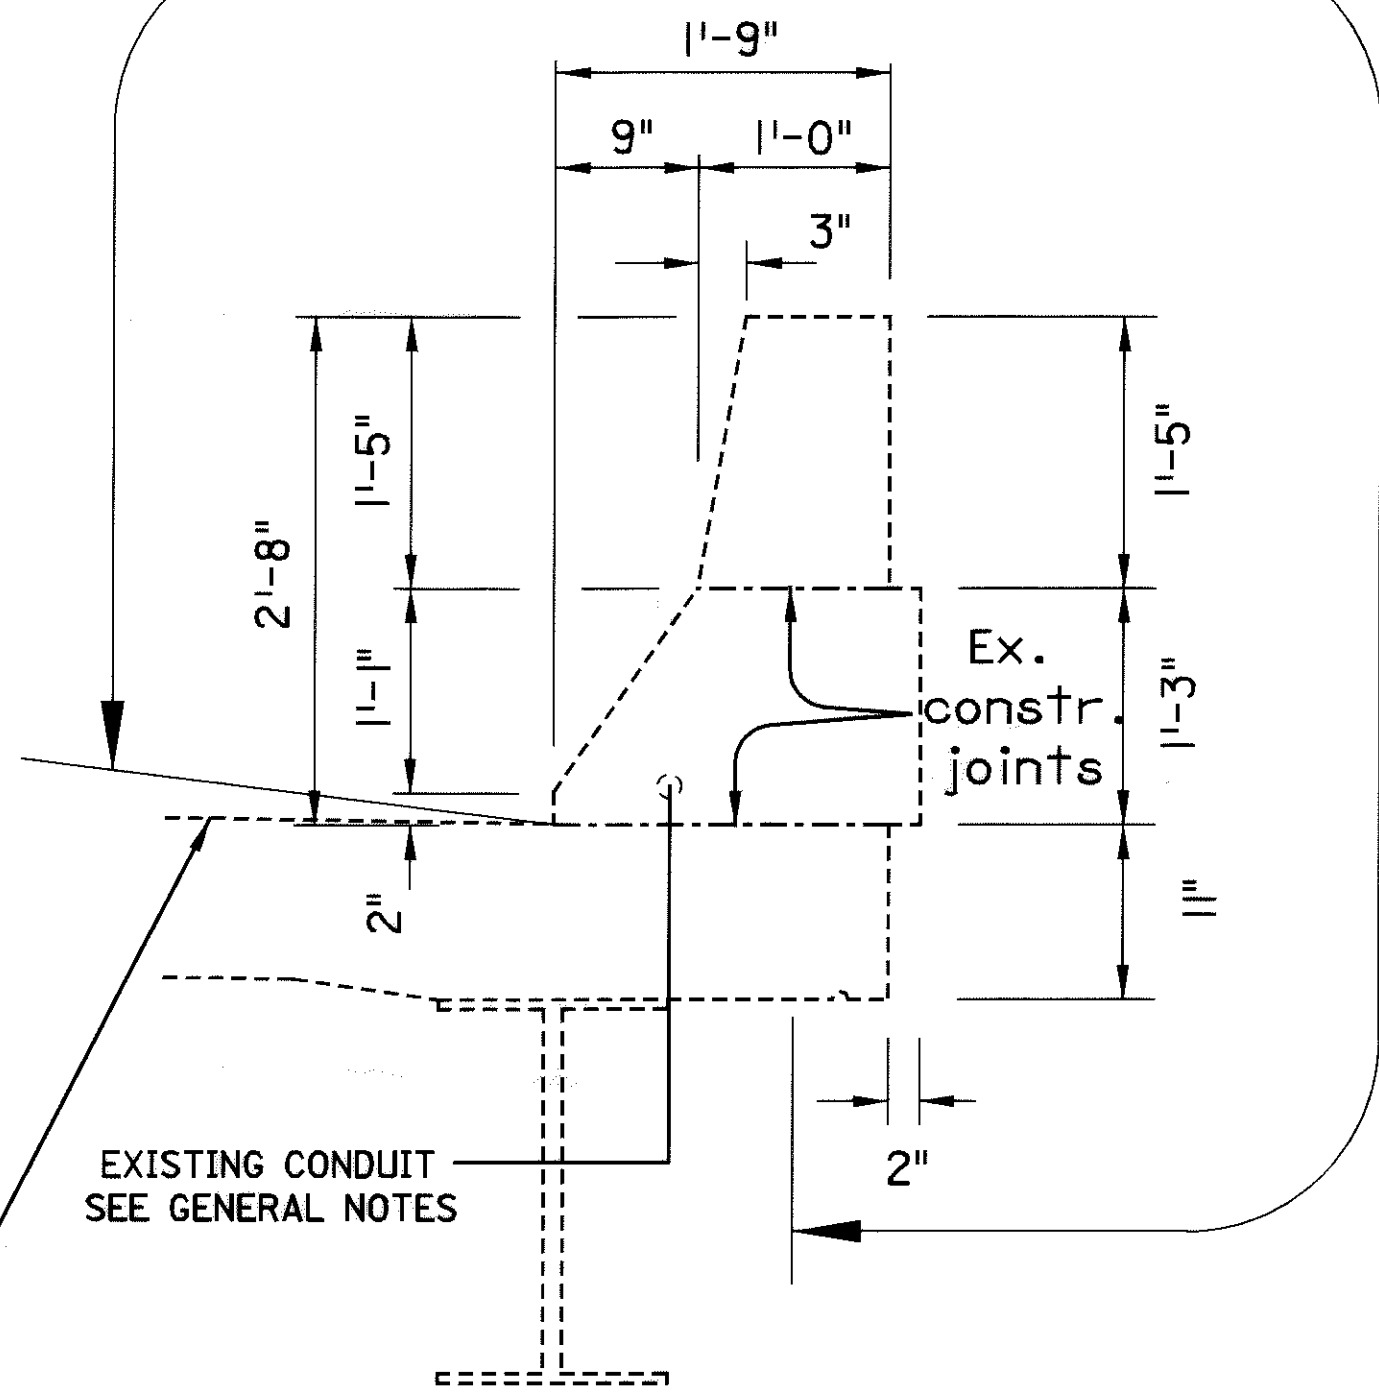 1'-9"
9" 1'-0"
3"
1'-5"
1'-5"
2'-8"
1'-1"
Ex.
constr.
joints
1'-3"
2"
11"
EXISTING CONDUIT
SEE GENERAL NOTES
2"